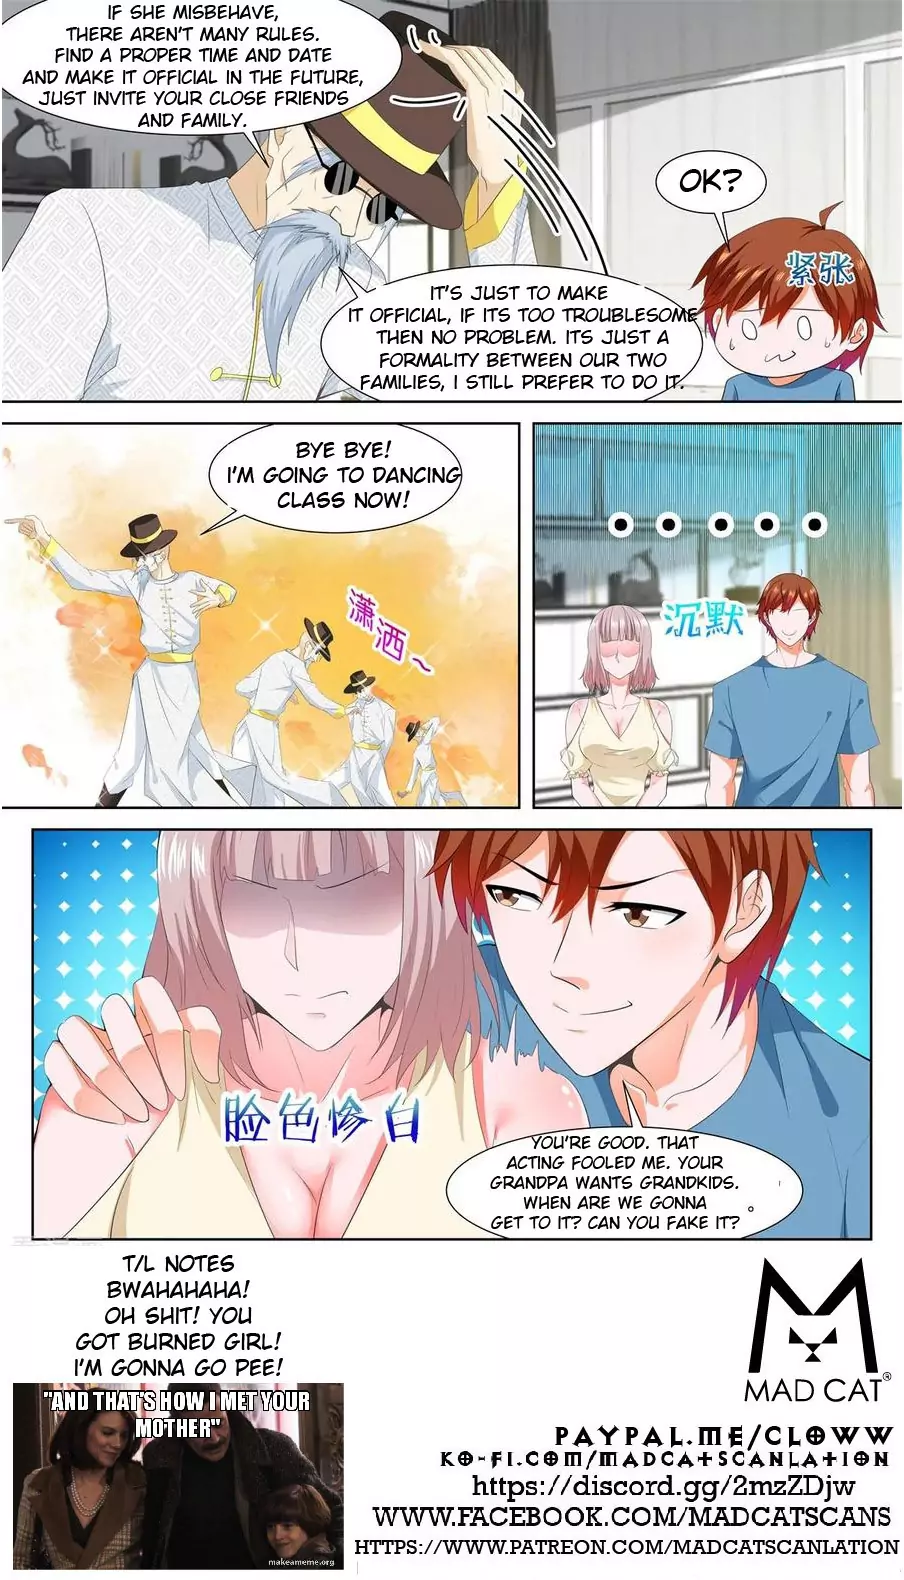 IF SHE MISBEHAVE,
THERE AREN'T MANY RULES.
FIND A PROPER TIME AND DATE
AND MAKE IT OFFICIAL IN THE FUTURE,
JUST INVITE YOUR CLOSE FRIENDS
AND FAMILY.
OK?
紧张
IT'S JUST TO MAKE
IT OFFICIAL, IF ITS TOO TROUBLESOME
THEN NO PROBLEM. ITS JUST A
FORMALITY BETWEEN OUR TWO
FAMILIES, I STILL PREFER TO DO IT.
BYE BYE!
I'M GOING TO DANCING
CLASS NOW!
潇洒~
沉默
脸色惨白
YOU'RE GOOD. THAT
ACTING FOOLED ME. YOUR
GRANDPA WANTS GRANDKIDS.
WHEN ARE WE GONNA
GET TO IT? CAN YOU FAKE IT?
T/L NOTES
BWAHAHAHA!
OH SHIT! YOU
GOT BURNED GIRL!
I'M GONNA GO PEE!
"AND THAT'S HOW I MET YOUR
MOTHER"
makeameme.org
MAD CAT®
PAYPAL.ME/CLOWW
KO-FI.COM/MADCATSCANLATION
https://discord.gg/2mzZDjw
WWW.FACEBOOK.COM/MADCATSCANS
HTTPS://WWW.PATREON.COM/MADCATSCANLATION